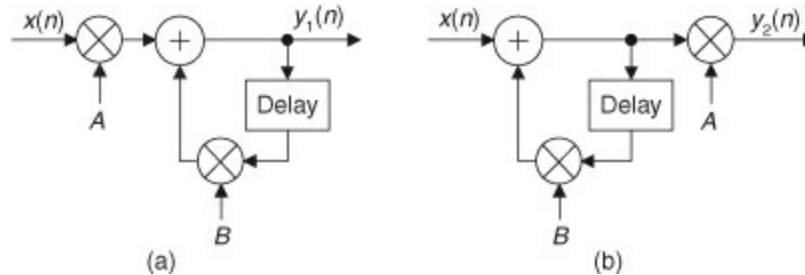 x(n)
y1(n)
x(n)
y2(n)
+
+
A
Delay
Delay
A
B
B
(a)
(b)